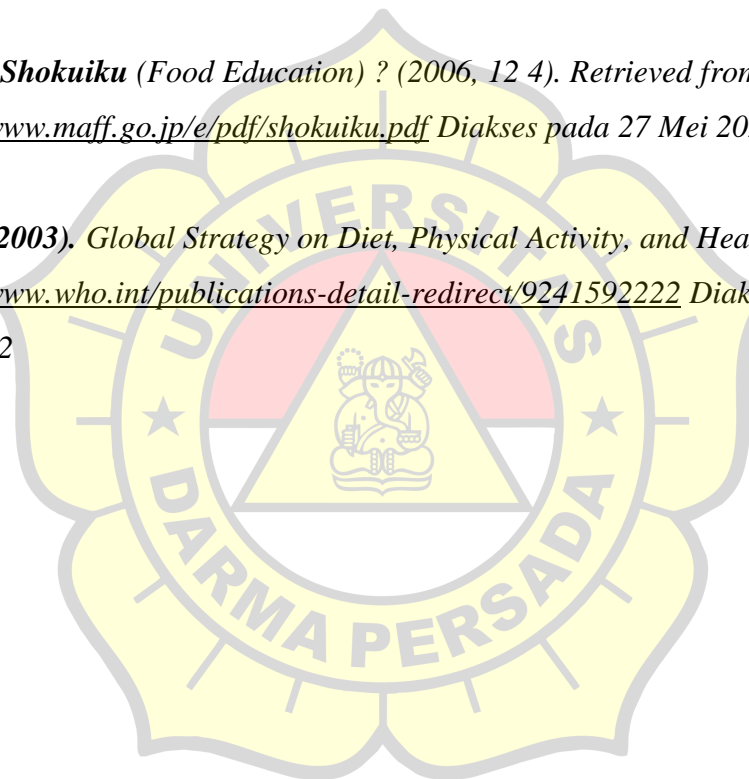 Shokuiku (Food Education) ? (2006, 12 4). Retrieved from
www.maff.go.jp/e/pdf/shokuiku.pdf Diakses pada 27 Mei 20
2003). Global Strategy on Diet, Physical Activity, and Hea
www.who.int/publications-detail-redirect/9241592222 Diak
2
UNIVERSITAS
DARMA PERSADA